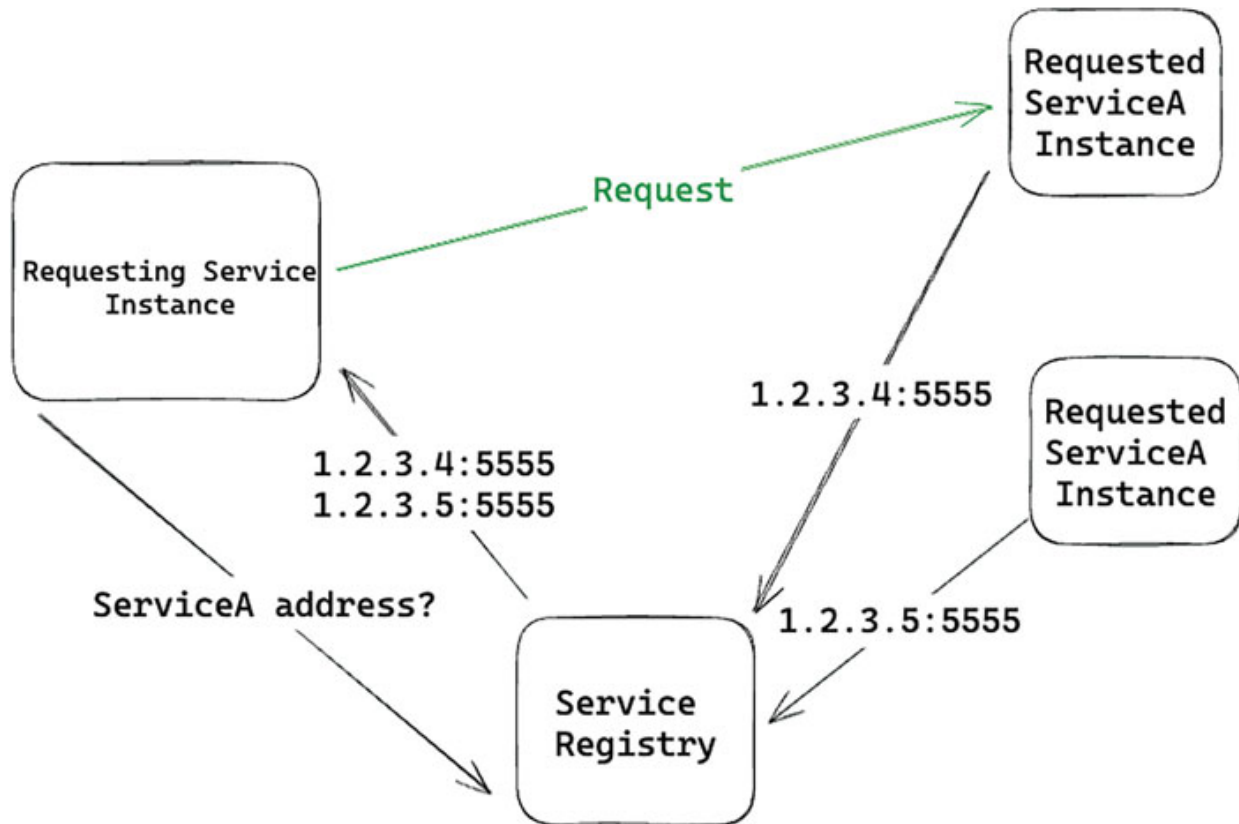 Requested
ServiceA
Instance
Request
Requesting Service
Instance
1.2.3.4:5555
Requested
ServiceA
Instance
1.2.3.4:5555
1.2.3.5:5555
ServiceA address?
1.2.3.5:5555
Service
Registry